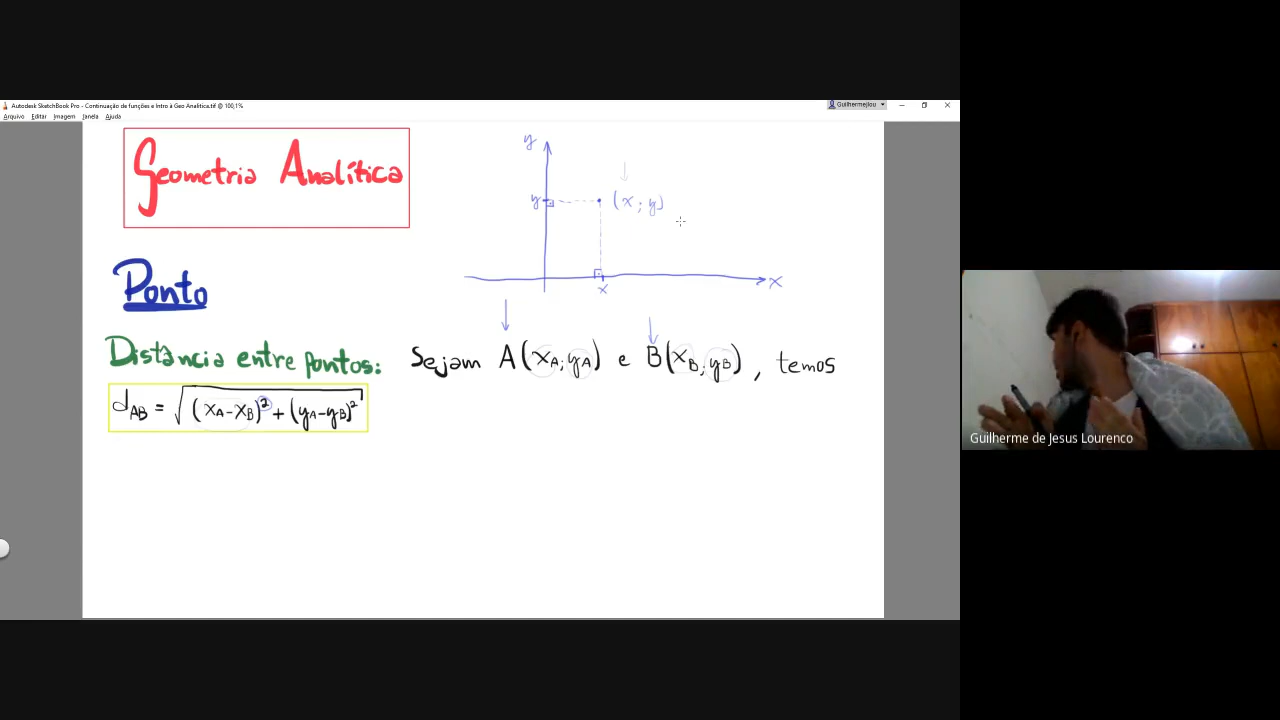 Autodesk SketchBook Pro - Continuação de funções e Intro à Geo Analitica.tif @ 100,1%
Guilhermejlou
Arquivo Editar Imagem Janela Ajuda
Geometria Analítica
y
y (x ; y)
x
x
Ponto
Distância entre pontos: Sejam A(xA; yA) e B(xB; yB), temos
dAB = √(xA-xB)² + (yA-yB)²
Guilherme de Jesus Lourenco